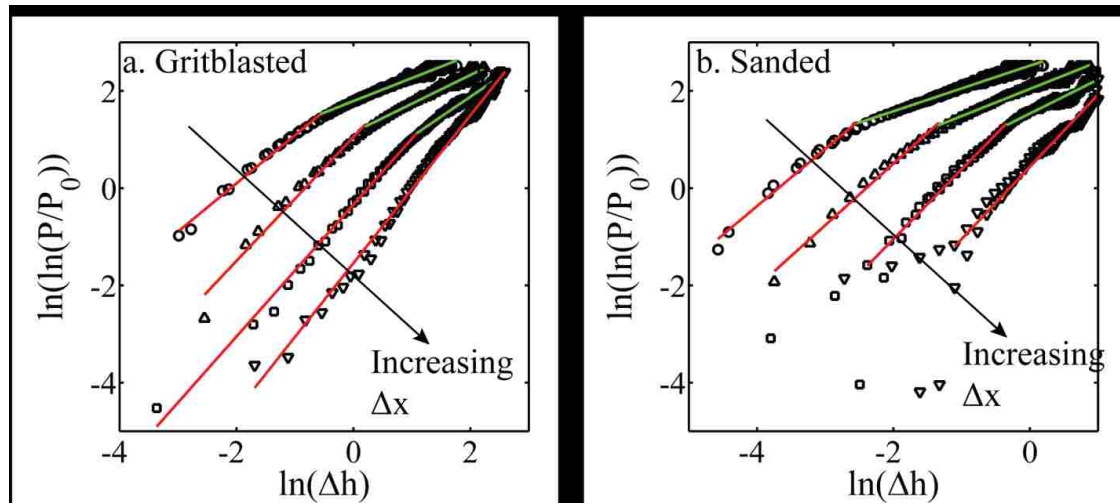 a. Gritblasted
ln(ln(P/P₀))
2
0
-2
-4
-4
-2
0
2
ln(Δh)
Increasing
Δx
b. Sanded
ln(ln(P/P₀))
2
0
-2
-4
-4
-2
0
ln(Δh)
Increasing
Δx